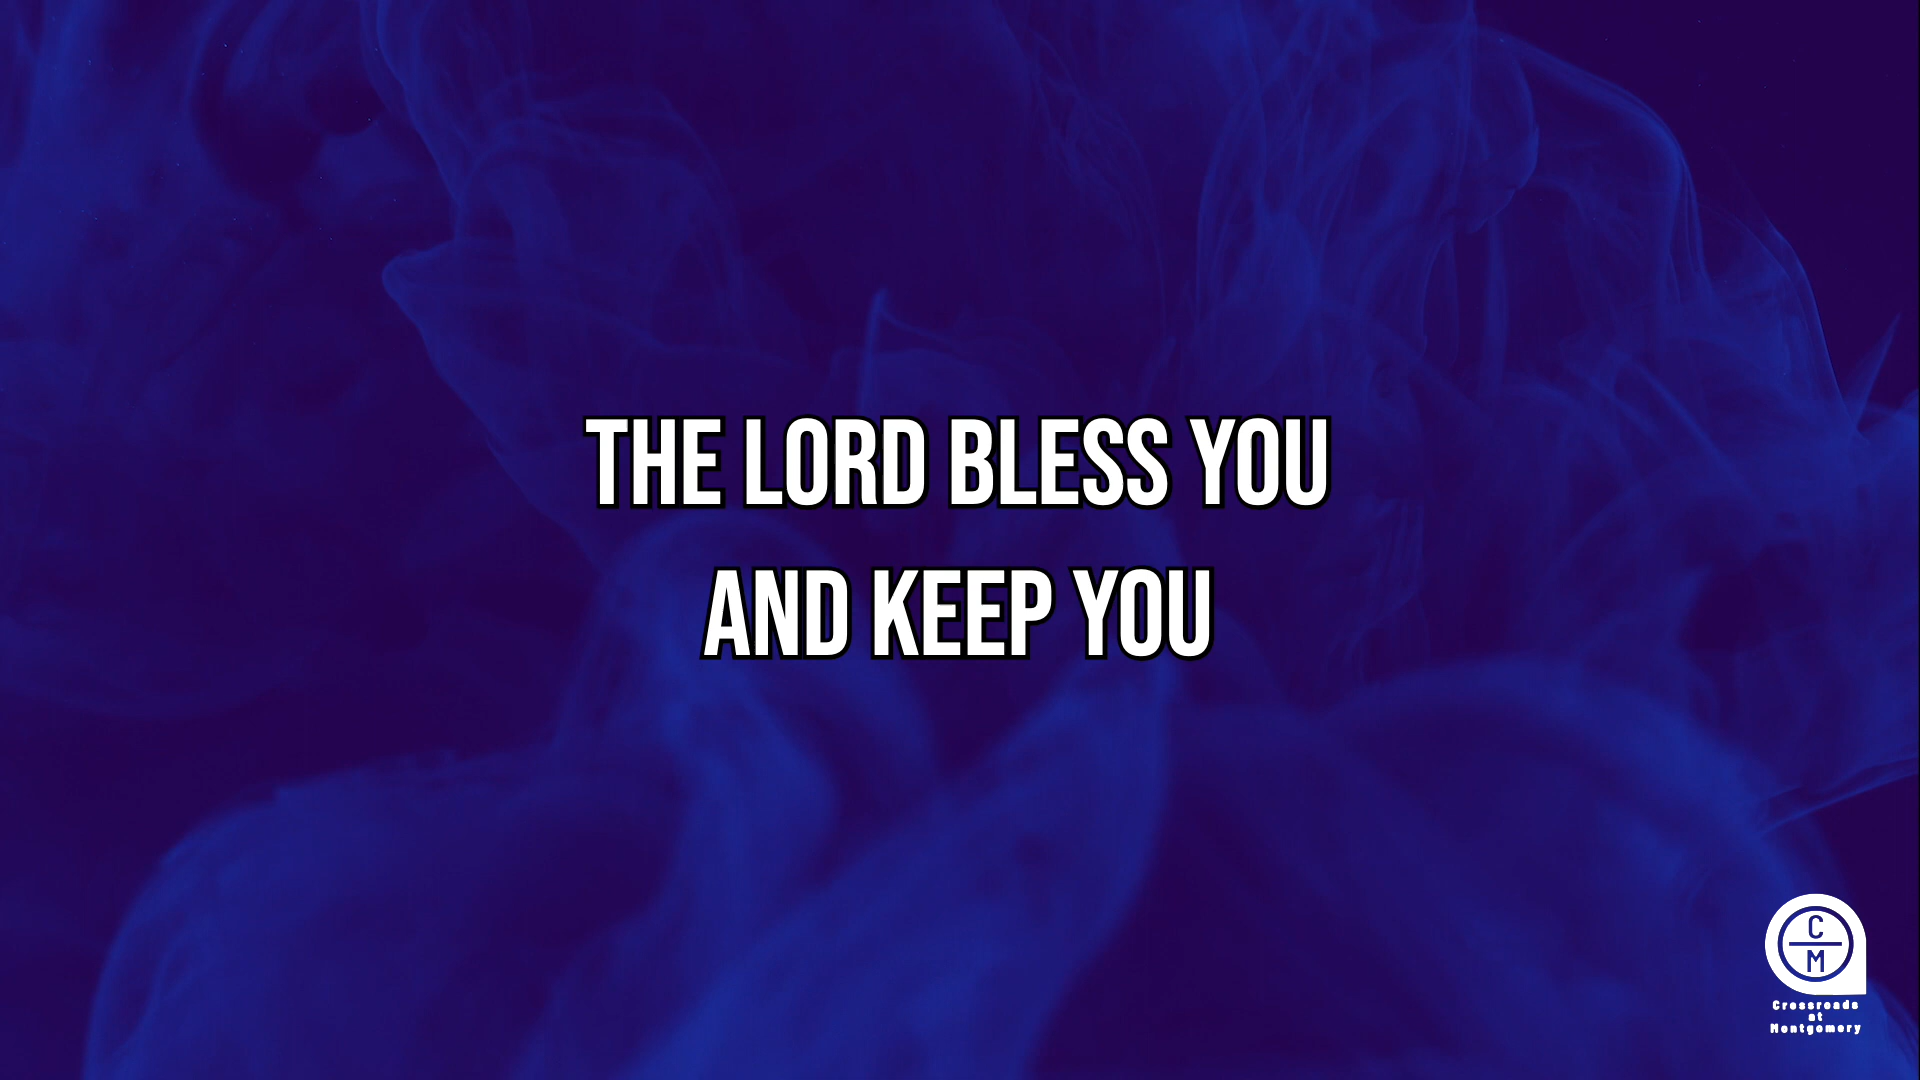 THE LORD BLESS YOU
AND KEEP YOU
C
M
Crossroads
at
Montgomery